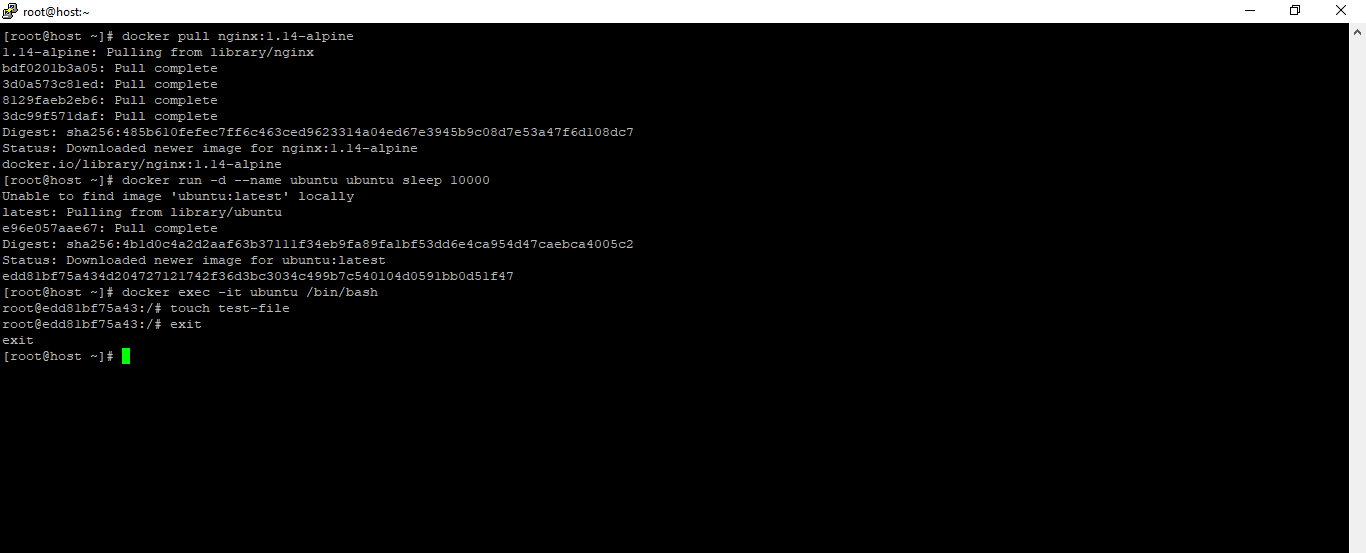 root@host:~
[root@host ~]# docker pull nginx:1.14-alpine
1.14-alpine: Pulling from library/nginx
bdf0201b3a05: Pull complete
3d0a573c81ed: Pull complete
8129faeb2eb6: Pull complete
3dc99f571daf: Pull complete
Digest: sha256:485b610fefec7ff6c463ced9623314a04ed67e3945b9c08d7e53a47f6d108dc7
Status: Downloaded newer image for nginx:1.14-alpine
docker.io/library/nginx:1.14-alpine
[root@host ~]# docker run -d --name ubuntu ubuntu sleep 10000
Unable to find image 'ubuntu:latest' locally
latest: Pulling from library/ubuntu
e96e057aae67: Pull complete
Digest: sha256:4b1d0c4a2d2aaf63b37111f34eb9fa89fa1bf53dd6e4ca954d47caebca4005c2
Status: Downloaded newer image for ubuntu:latest
edd81bf75a434d204727121742f36d3bc3034c499b7c540104d0591bb0d51f47
[root@host ~]# docker exec -it ubuntu /bin/bash
root@edd81bf75a43:/# touch test-file
root@edd81bf75a43:/# exit
exit
[root@host ~]#